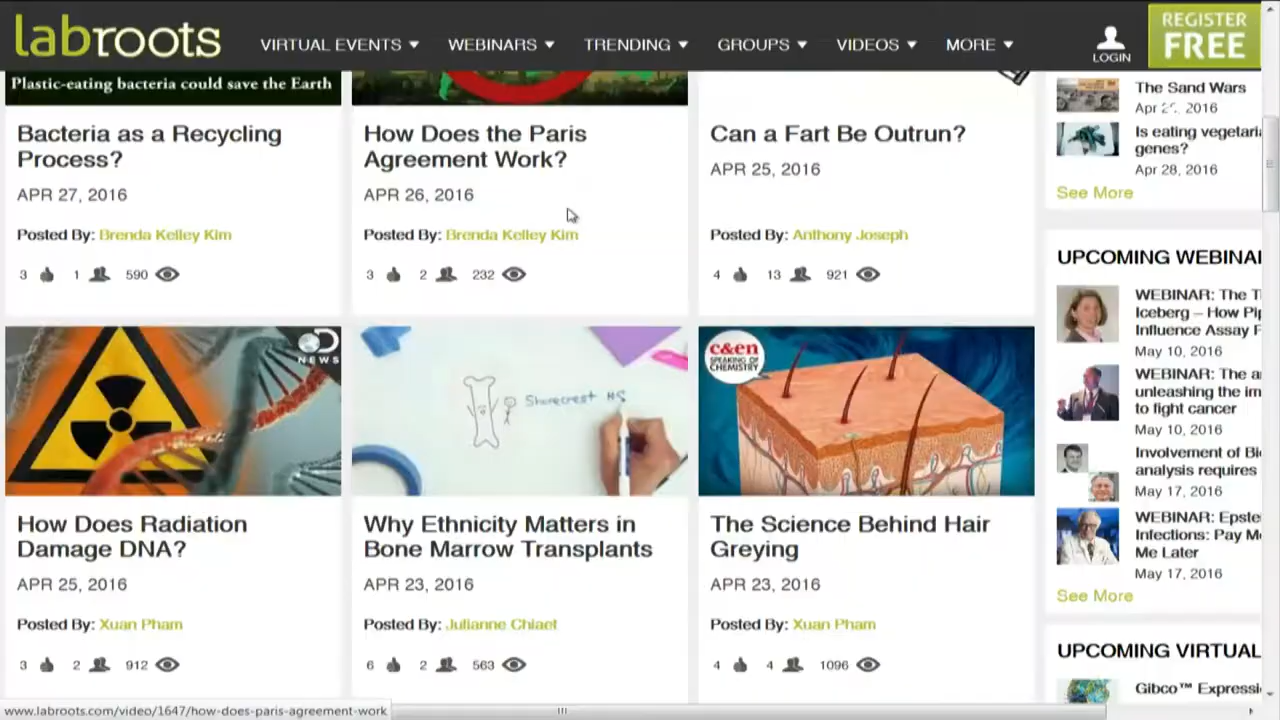 labroots
VIRTUAL EVENTS
WEBINARS
TRENDING
GROUPS
VIDEOS
MORE
LOGIN
REGISTER
FREE
Plastic-eating bacteria could save the Earth
Bacteria as a Recycling
Process?
APR 27, 2016
Posted By: Brenda Kelley Kim
3 1 590
How Does the Paris
Agreement Work?
APR 26, 2016
Posted By: Brenda Kelley Kim
3 2 232
Can a Fart Be Outrun?
APR 25, 2016
Posted By: Anthony Joseph
4 13 921
NEWS
How Does Radiation
Damage DNA?
APR 25, 2016
Posted By: Xuan Pham
3 2 912
Shorecrest HS
Why Ethnicity Matters in
Bone Marrow Transplants
APR 23, 2016
Posted By: Julianne Chiaet
6 2 563
c&en
SPEAKING OF
CHEMISTRY
The Science Behind Hair
Greying
APR 23, 2016
Posted By: Xuan Pham
4 4 1096
The Sand Wars
Apr 2 , 2016
Is eating vegetari
genes?
Apr 28, 2016
See More
UPCOMING WEBINA
WEBINAR: The T
Iceberg – How Pip
Influence Assay F
May 10, 2016
WEBINAR: The a
unleashing the im
to fight cancer
May 10, 2016
Involvement of Bi
analysis requires
May 17, 2016
WEBINAR: Epste
Infections: Pay M
Me Later
May 17, 2016
See More
UPCOMING VIRTUAL
Gibco™ Expressi
www.labroots.com/video/1647/how-does-paris-agreement-work